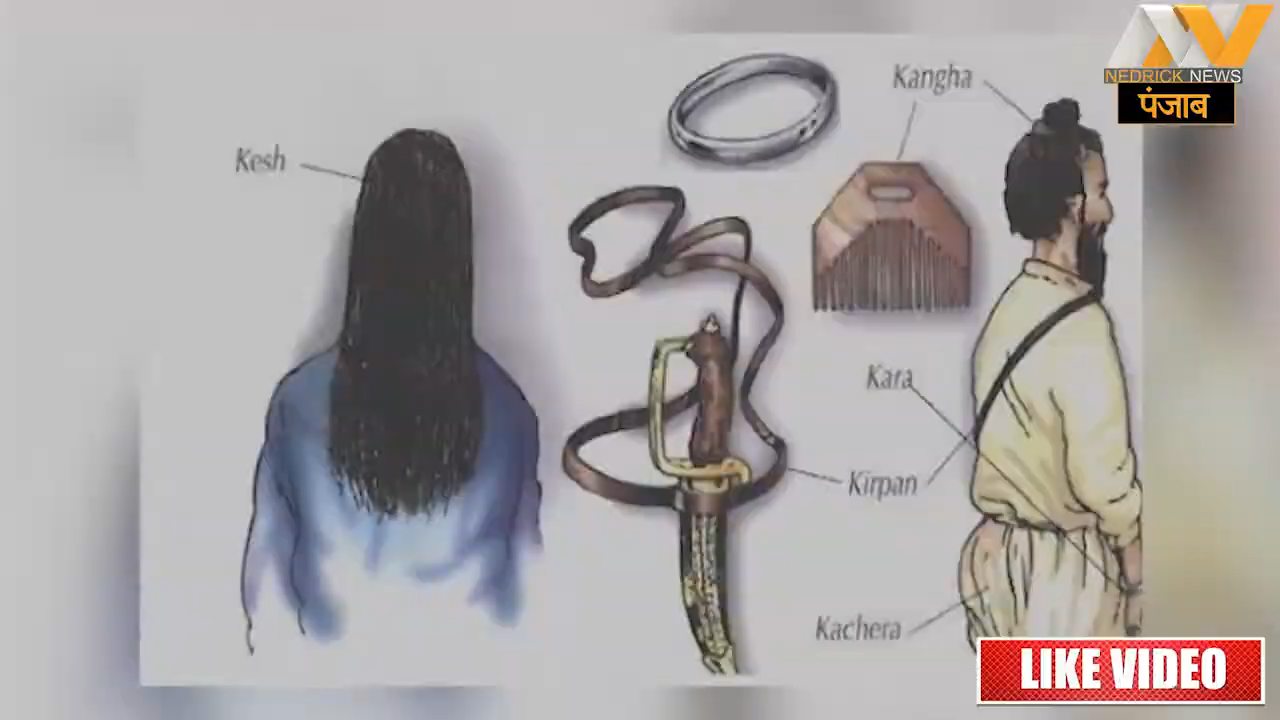 NEDRICK NEWS
पंजाब
Kangha
Kesh
Kara
Kirpan
Kachera
LIKE VIDEO